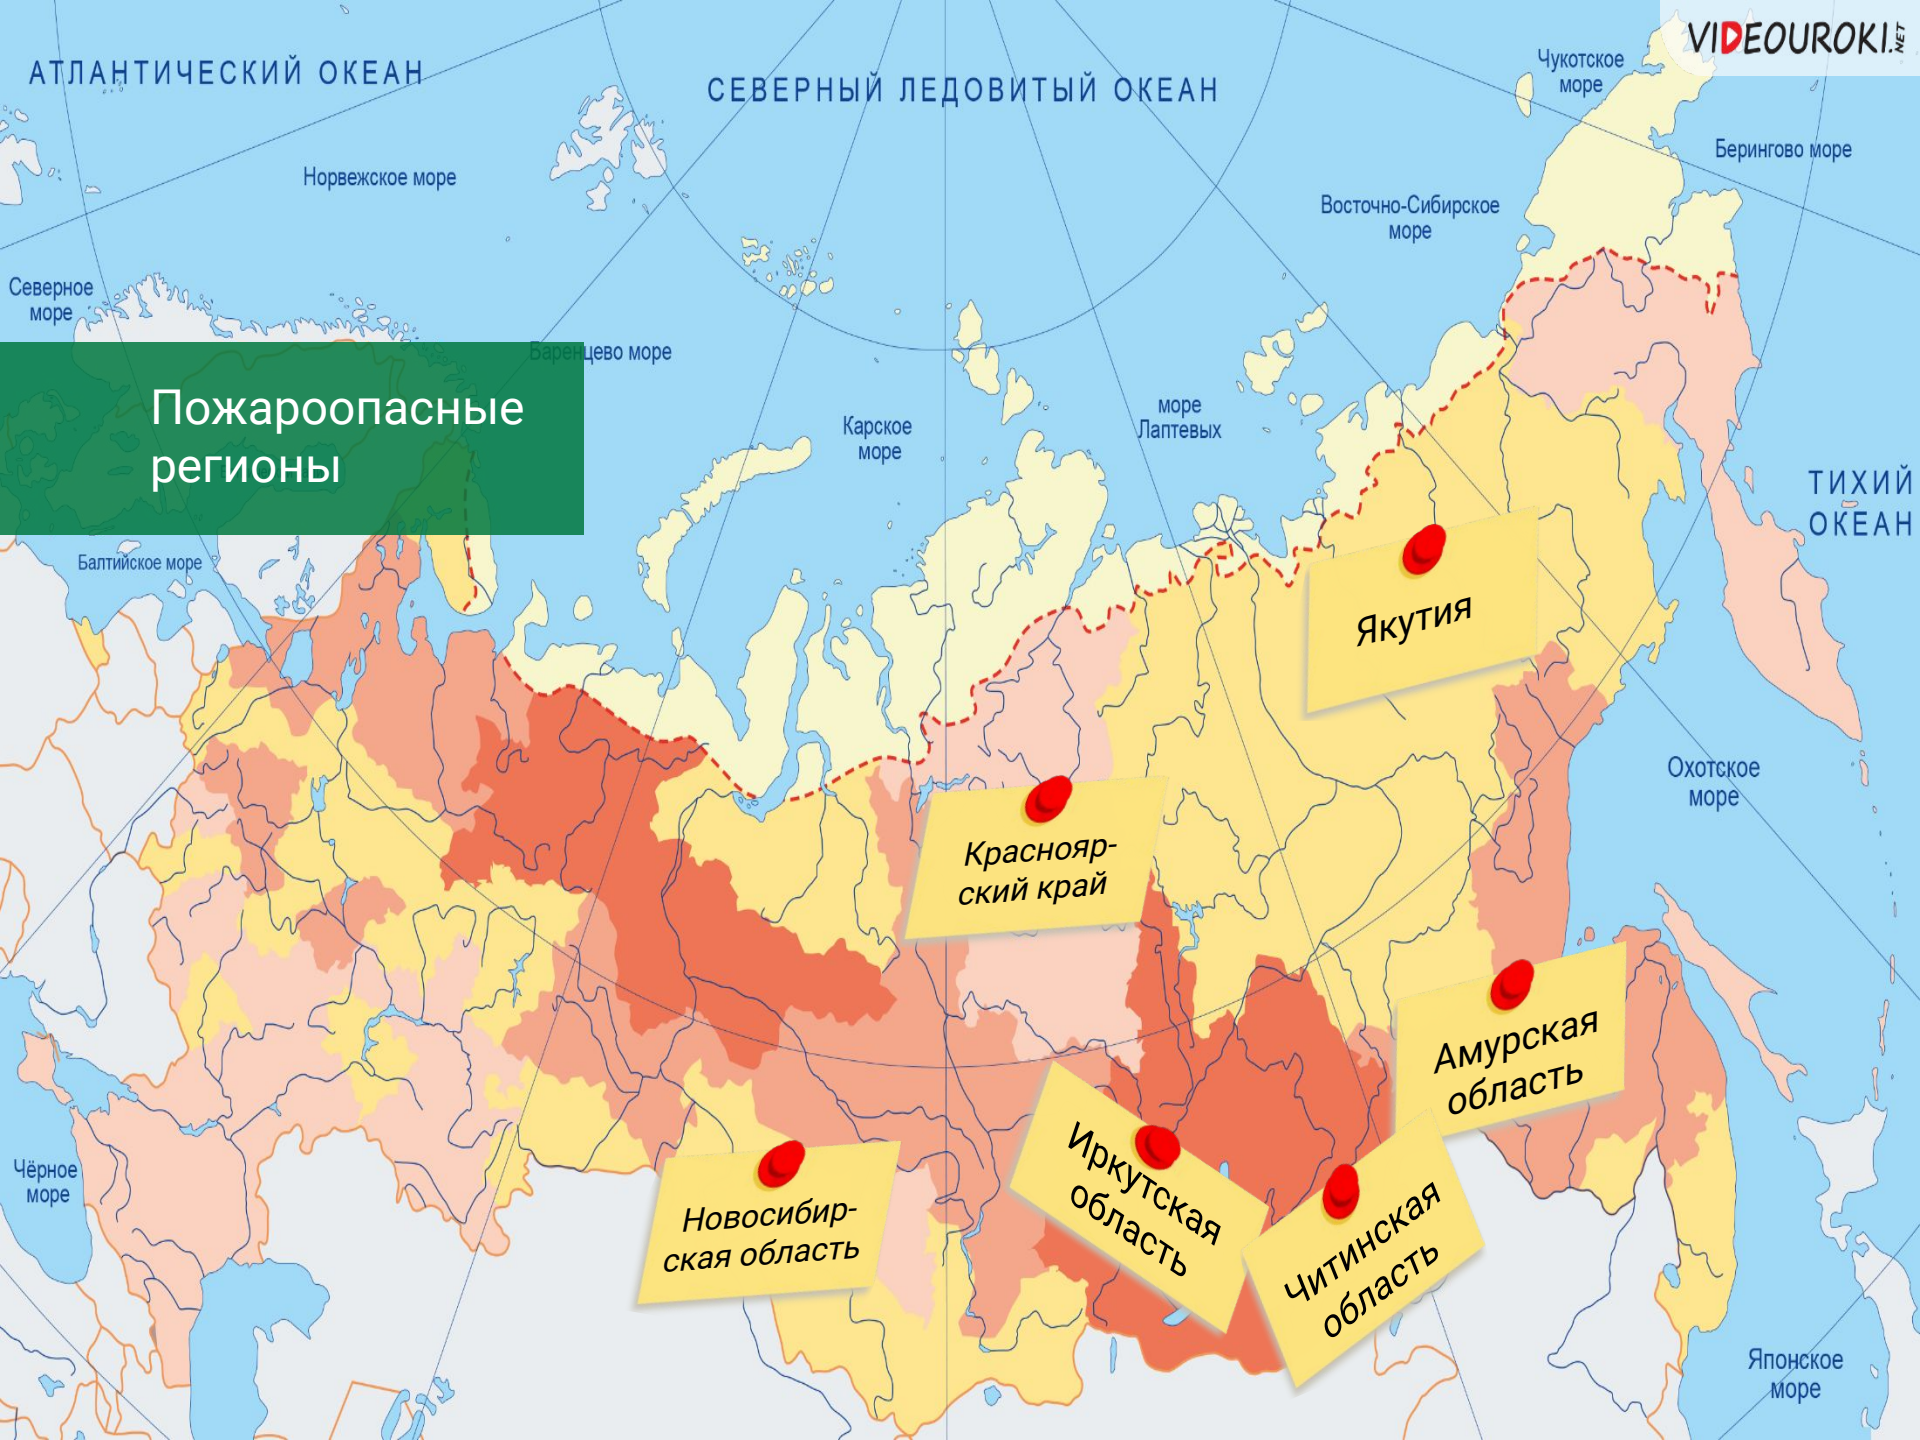 VIDEOUROKI.NET
АТЛАНТИЧЕСКИЙ ОКЕАН
СЕВЕРНЫЙ ЛЕДОВИТЫЙ ОКЕАН
Чукотское
море
Берингово море
Норвежское море
Восточно-Сибирское
море
Северное
море
Баренцево море
Пожароопасные
регионы
Карское
море
море
Лаптевых
ТИХИЙ
ОКЕАН
Балтийское море
Якутия
Охотское
море
Краснояр-
ский край
Амурская
область
Чёрное
море
Новосибир-
ская область
Иркутская
область
Читинская
область
Японское
море